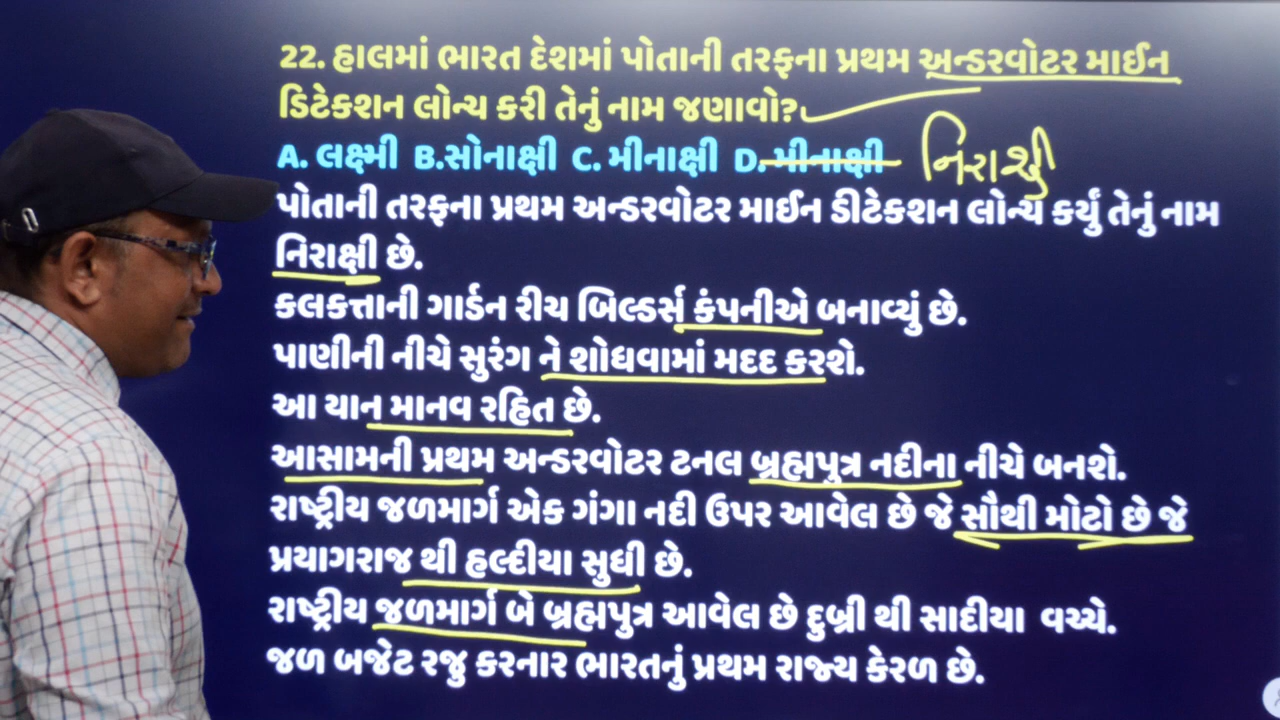 22. હાલમાં ભારત દેશમાં પોતાની તરફના પ્રથમ અન્ડરવોટર માઈન
ડિટેકશન લોન્ચ કરી તેનું નામ જણાવો?
A. લક્ષ્મી B.સોનાક્ષી C. મીનાક્ષી D. મીનાક્ષી નિરાક્ષી
પોતાની તરફના પ્રથમ અન્ડરવોટર માઈન ડીટેકશન લોન્ચ કર્યું તેનું નામ
નિરાક્ષી છે.
કલકત્તાની ગાર્ડન રીચ બિલ્ડર્સ કંપનીએ બનાવ્યું છે.
પાણીની નીચે સુરંગ ને શોધવામાં મદદ કરશે.
આ યાન માનવ રહિત છે.
આસામની પ્રથમ અન્ડરવોટર ટનલ બ્રહ્મપુત્ર નદીના નીચે બનશે.
રાષ્ટ્રીય જળમાર્ગ એક ગંગા નદી ઉપર આવેલ છે જે સૌથી મોટો છે જે
પ્રયાગરાજ થી હલ્દીયા સુધી છે.
રાષ્ટ્રીય જળમાર્ગ બે બ્રહ્મપુત્ર આવેલ છે દુબ્રી થી સાદીયા વચ્ચે.
જળ બજેટ રજુ કરનાર ભારતનું પ્રથમ રાજ્ય કેરળ છે.